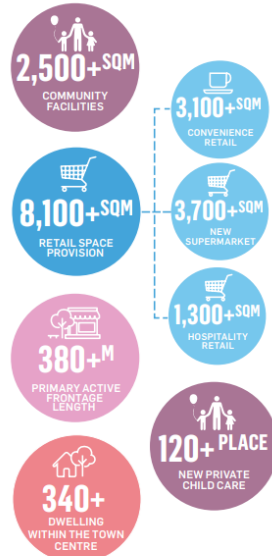 2,500+SQM
COMMUNITY
FACILITIES
3,100+SQM
CONVENIENCE
RETAIL
8,100+SQM
RETAIL SPACE
PROVISION
3,700+SQM
NEW
SUPERMARKET
1,300+SQM
HOSPITALITY
RETAIL
380+M
PRIMARY ACTIVE
FRONTAGE
LENGTH
120+ PLACE
NEW PRIVATE
CHILD CARE
340+
DWELLING
WITHIN THE TOWN
CENTRE